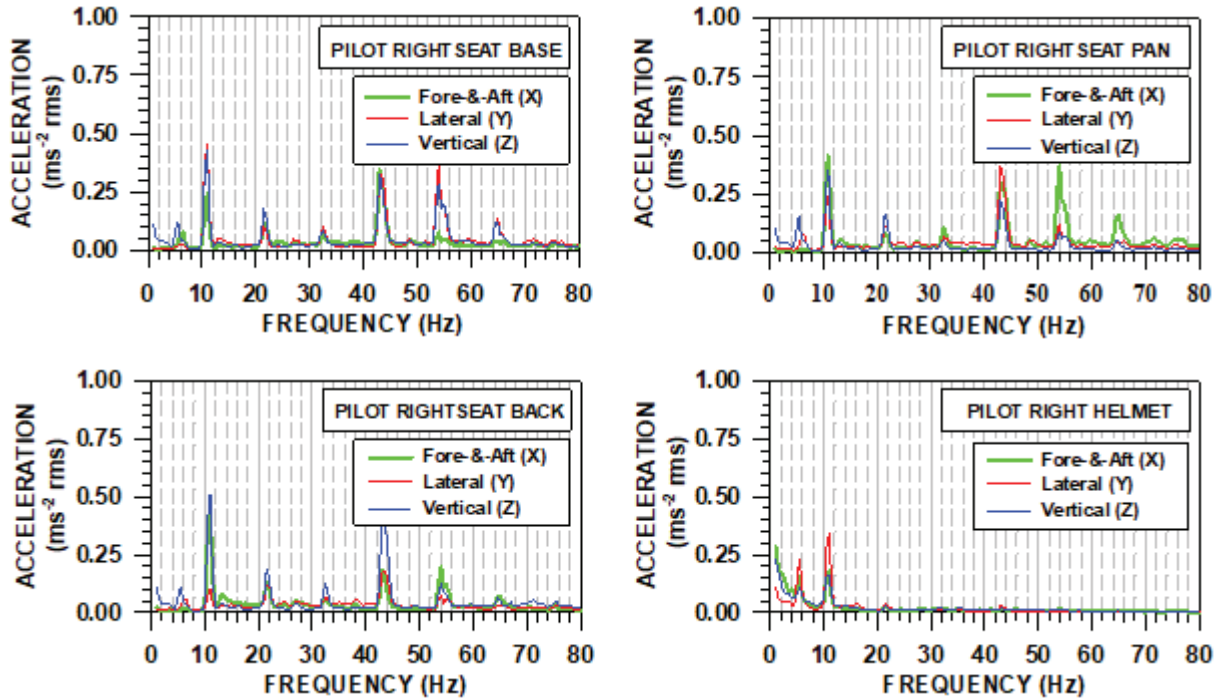 PILOT RIGHT SEAT BASE
Fore-&-Aft (X)
Lateral (Y)
Vertical (Z)
ACCELERATION
(ms⁻² rms)
1.00
0.75
0.50
0.25
0.00
0 10 20 30 40 50 60 70 80
FREQUENCY (Hz)
PILOT RIGHT SEAT PAN
Fore-&-Aft (X)
Lateral (Y)
Vertical (Z)
ACCELERATION
(ms⁻² rms)
1.00
0.75
0.50
0.25
0.00
0 10 20 30 40 50 60 70 80
FREQUENCY (Hz)
PILOT RIGHT SEAT BACK
Fore-&-Aft (X)
Lateral (Y)
Vertical (Z)
ACCELERATION
(ms⁻² rms)
1.00
0.75
0.50
0.25
0.00
0 10 20 30 40 50 60 70 80
FREQUENCY (Hz)
PILOT RIGHT HELMET
Fore-&-Aft (X)
Lateral (Y)
Vertical (Z)
ACCELERATION
(ms⁻² rms)
1.00
0.75
0.50
0.25
0.00
0 10 20 30 40 50 60 70 80
FREQUENCY (Hz)